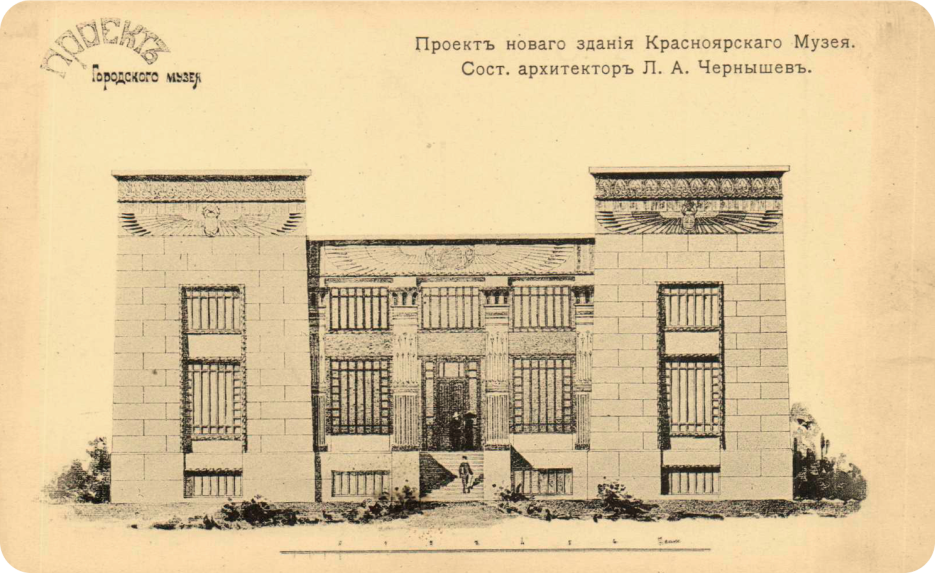 Проектъ
Городского музея
Проектъ новаго зданія Красноярскаго Музея.
Сост. архитекторъ Л. А. Чернышевъ.